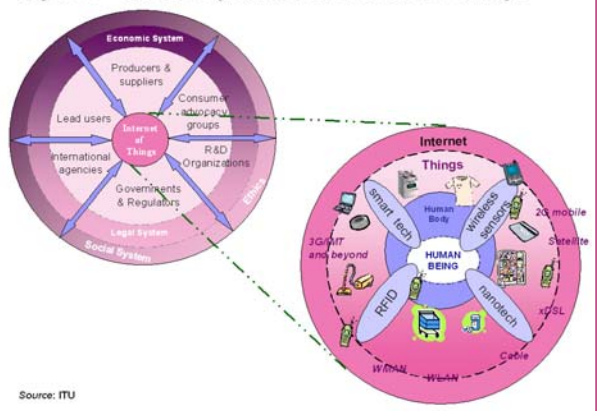 Economic System
Producers &
suppliers
Lead users
Consumer
advocacy
groups
Internet
of
Things
International
agencies
R&D
Organizations
Governments
& Regulators
Ethics
Legal System
Social System
Internet
Things
smart tech
Human
Body
wireless
sensors
2G mobile
3G/IMT
and beyond
HUMAN
BEING
Satellite
RFID
nanotech
xDSL
Cable
WMAN
WLAN
Source: ITU